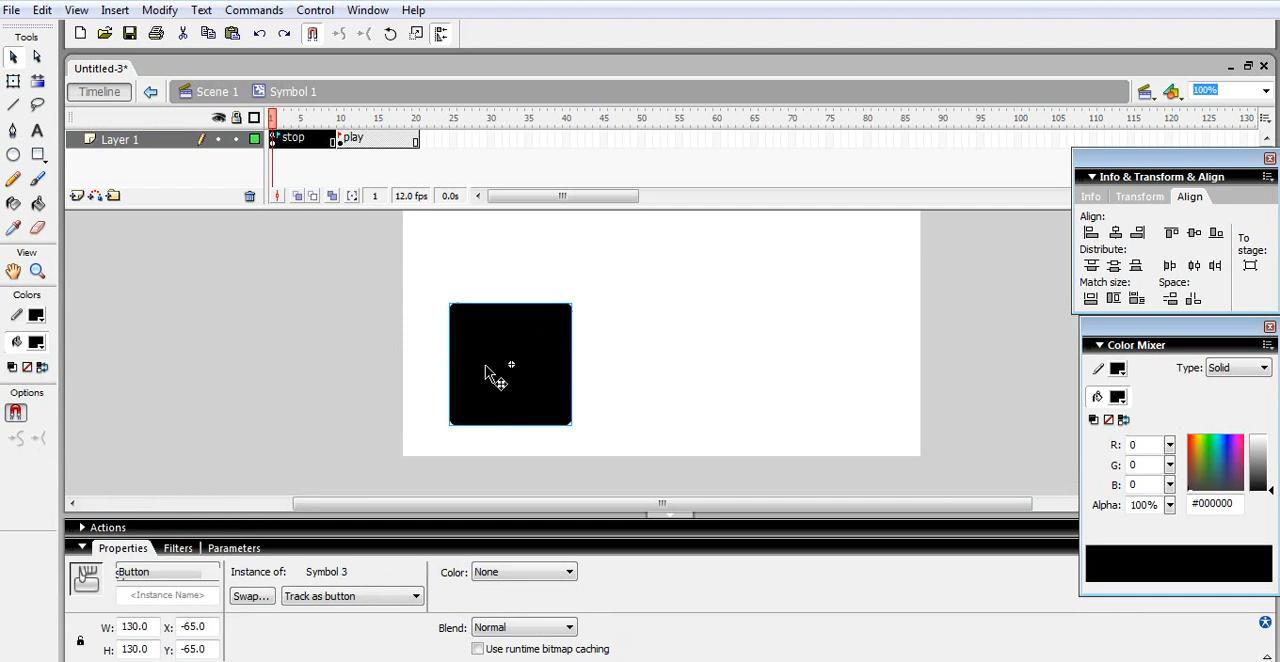 File Edit View Insert Modify Text Commands Control Window Help
Tools
Untitled-3*
Timeline Scene 1 Symbol 1 100%
1 5 10 15 20 25 30 35 40 45 50 55 60 65 70 75 80 85 90 95 100 105 110 115 120 125 130
Layer 1 stop play
1 12.0 fps 0.0s
Info & Transform & Align
Info Transform Align
Align:
Distribute:
To stage:
Match size: Space:
View
Colors
Options
Color Mixer
Type: Solid
R: 0
G: 0
B: 0
Alpha: 100% #000000
Actions
Properties Filters Parameters
Button Instance of: Symbol 3 Color: None
<Instance Name> Swap... Track as button
W: 130.0 X: -65.0 Blend: Normal
H: 130.0 Y: -65.0 Use runtime bitmap caching